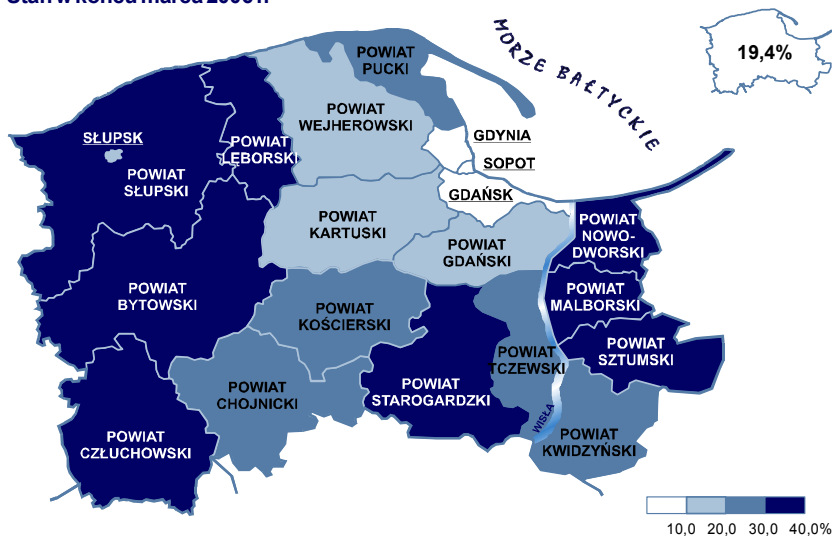 MORZE BAŁTYCKIE
19,4%
POWIAT
PUCKI
POWIAT
WEJHEROWSKI
GDYNIA
SŁUPSK
POWIAT
LĘBORSKI
SOPOT
POWIAT
SŁUPSKI
GDAŃSK
POWIAT
KARTUSKI
POWIAT
NOWO-
DWORSKI
POWIAT
GDAŃSKI
POWIAT
BYTOWSKI
POWIAT
MALBORSKI
POWIAT
KOŚCIERSKI
POWIAT
SZTUMSKI
POWIAT
TCZEWSKI
POWIAT
CHOJNICKI
POWIAT
STAROGARDZKI
WISŁA
POWIAT
CZŁUCHOWSKI
POWIAT
KWIDZYŃSKI
10,0 20,0 30,0 40,0%